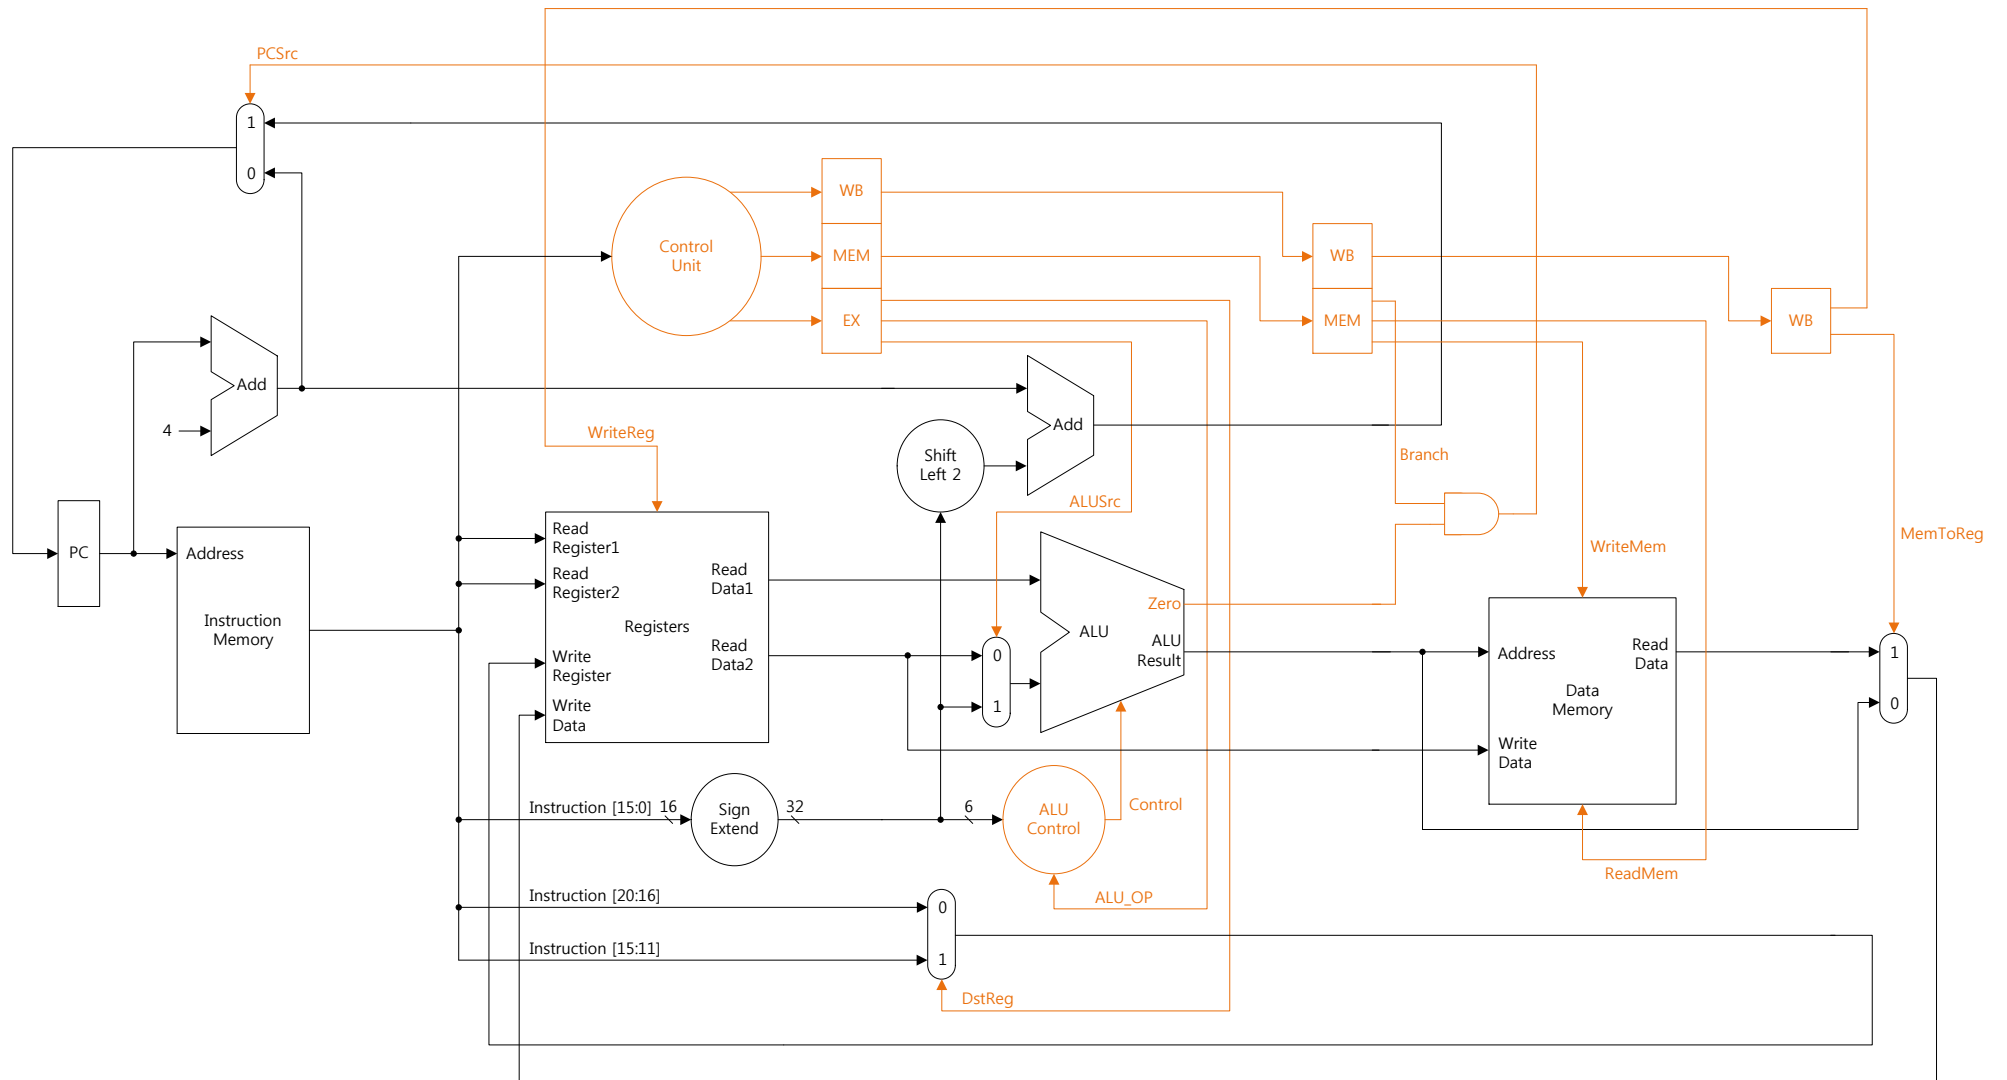 PCSrc
1
0
WB
Control
Unit
MEM
EX
WB
MEM
WB
Add
4
Add
WriteReg
Shift
Left 2
Branch
ALUSrc
PC
Address
Instruction
Memory
Read
Register1
Read
Register2
Read
Data1
Registers
Write
Register
Read
Data2
Write
Data
0
1
Zero
ALU
ALU
Result
WriteMem
MemToReg
Address
Read
Data
Data
Memory
Write
Data
1
0
Instruction [15:0]
16
Sign
Extend
32
6
ALU
Control
Control
ReadMem
ALU_OP
Instruction [20:16]
0
Instruction [15:11]
1
DstReg